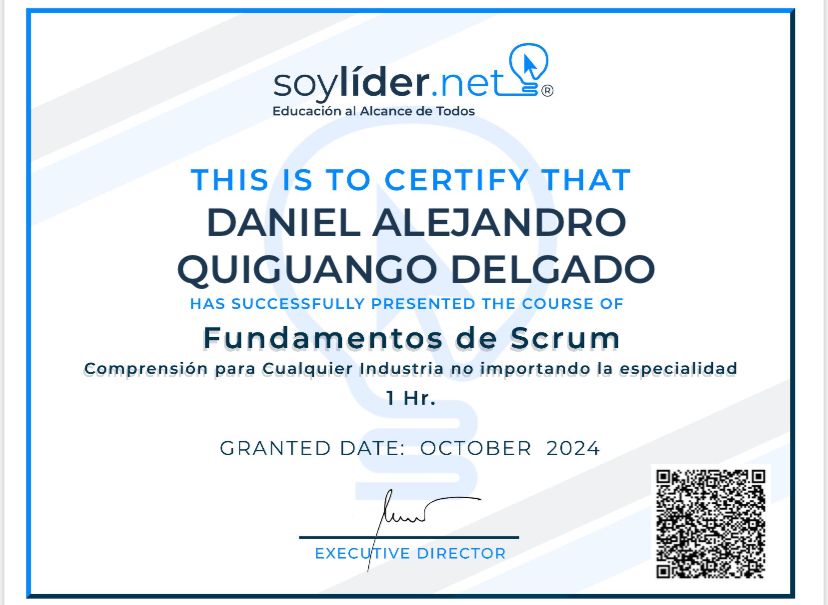 soylíder.net®
Educación al Alcance de Todos
THIS IS TO CERTIFY THAT
DANIEL ALEJANDRO
QUIGUANGO DELGADO
HAS SUCCESSFULLY PRESENTED THE COURSE OF
Fundamentos de Scrum
Comprensión para Cualquier Industria no importando la especialidad
1 Hr.
GRANTED DATE: OCTOBER 2024
EXECUTIVE DIRECTOR